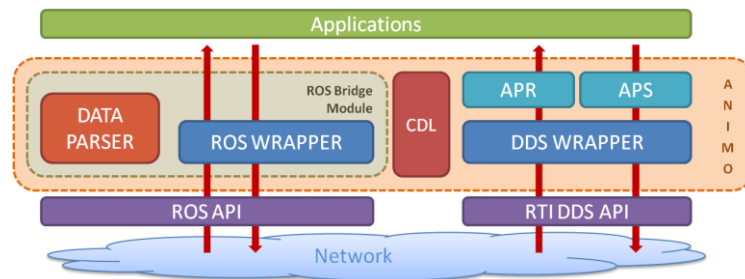 Applications
ROS Bridge
Module
DATA
PARSER
ROS WRAPPER
CDL
APR
APS
DDS WRAPPER
ANIMO
ROS API
RTI DDS API
Network